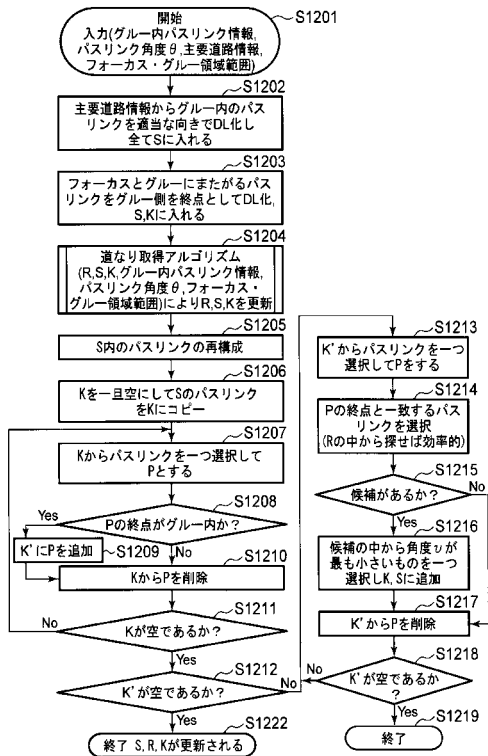 開始
入力(グルー内パスリンク情報,
パスリンク角度θ,主要道路情報,
フォーカス・グルー領域範囲)
S1201
S1202
主要道路情報からグルー内のパス
リンクを適当な向きでDL化し
全てSに入れる
S1203
フォーカスとグルーにまたがるパス
リンクをグルー側を終点としてDL化,
S,Kに入れる
S1204
道なり取得アルゴリズム
(R,S,K,グルー内パスリンク情報,
パスリンク角度θ,フォーカス・
グルー領域範囲)によりR,S,Kを更新
S1205
S内のパスリンクの再構成
S1206
Kを一旦空にしてSのパスリンク
をKにコピー
S1207
Kからパスリンクを一つ選択して
Pとする
S1208
Pの終点がグルー内か?
Yes
No
K'にPを追加
S1209
S1210
KからPを削除
S1211
Kが空であるか?
No
Yes
S1212
K'が空であるか?
No
Yes
S1222
終了 S,R,Kが更新される
S1213
K'からパスリンクを一つ
選択してPをする
S1214
Pの終点と一致するパス
リンクを選択
(Rの中から探せば効率的)
S1215
候補があるか?
No
Yes
S1216
候補の中から角度υが
最も小さいものを一つ
選択しK,Sに追加
S1217
K'からPを削除
S1218
K'が空であるか
?
No
Yes
S1219
終了